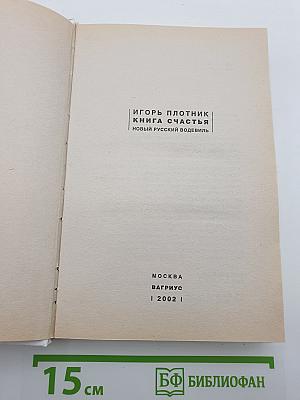 ИГОРЬ ПЛОТНИК
КНИГА СЧАСТЬЯ
НОВЫЙ РУССКИЙ ВОДЕВИЛЬ
МОСКВА
ВАГРИУС
| 2002 |
15 см
БФ БИБЛИОФАН